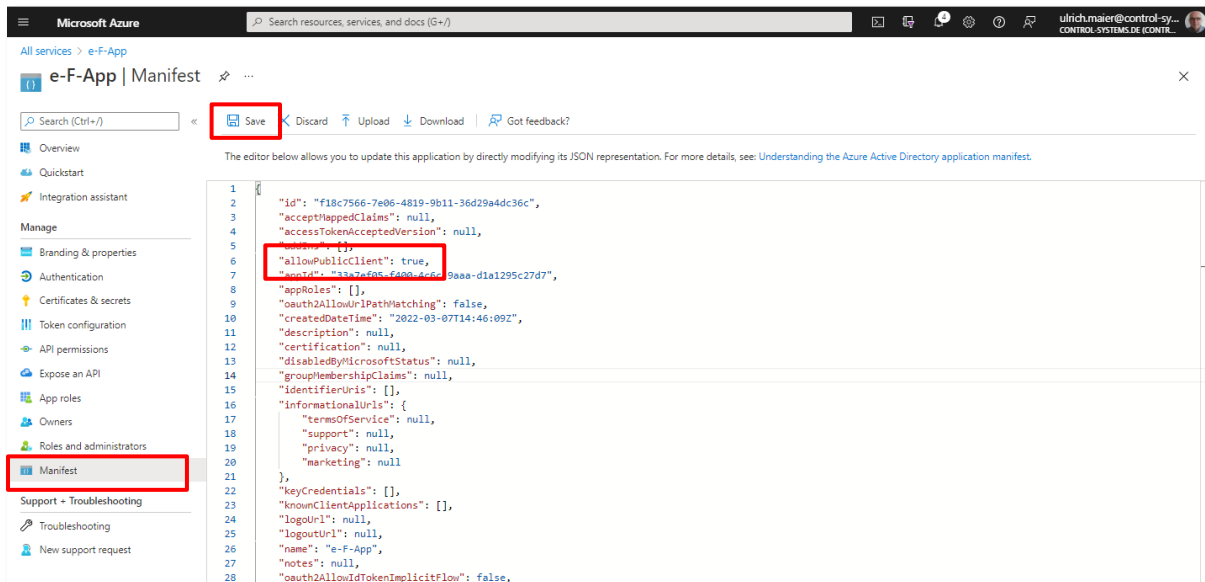 Microsoft Azure
Search resources, services, and docs (G+/)
4
ulrich.maier@control-sy...
CONTROL-SYSTEMS.DE (CONTR...
All services > e-F-App
{} e-F-App | Manifest ...
Search (Ctrl+/)
«
Save
Discard
Upload
Download
Got feedback?
Overview
Quickstart
Integration assistant
Manage
Branding & properties
Authentication
Certificates & secrets
Token configuration
API permissions
Expose an API
App roles
Owners
Roles and administrators
Manifest
Support + Troubleshooting
Troubleshooting
New support request
The editor below allows you to update this application by directly modifying its JSON representation. For more details, see: Understanding the Azure Active Directory application manifest.
1 {
2 "id": "f18c7566-7e06-4819-9b11-36d29a4dc36c",
3 "acceptMappedClaims": null,
4 "accessTokenAcceptedVersion": null,
5 "addIns": [],
6 "allowPublicClient": true,
7 "appId": "33a7ef05-f400-4c6c-9aaa-d1a1295c27d7",
8 "appRoles": [],
9 "oauth2AllowUrlPathMatching": false,
10 "createdDateTime": "2022-03-07T14:46:09Z",
11 "description": null,
12 "certification": null,
13 "disabledByMicrosoftStatus": null,
14 "groupMembershipClaims": null,
15 "identifierUris": [],
16 "informationalUrls": {
17 "termsOfService": null,
18 "support": null,
19 "privacy": null,
20 "marketing": null
21 },
22 "keyCredentials": [],
23 "knownClientApplications": [],
24 "logoUrl": null,
25 "logoutUrl": null,
26 "name": "e-F-App",
27 "notes": null,
28 "oauth2AllowIdTokenImplicitFlow": false,